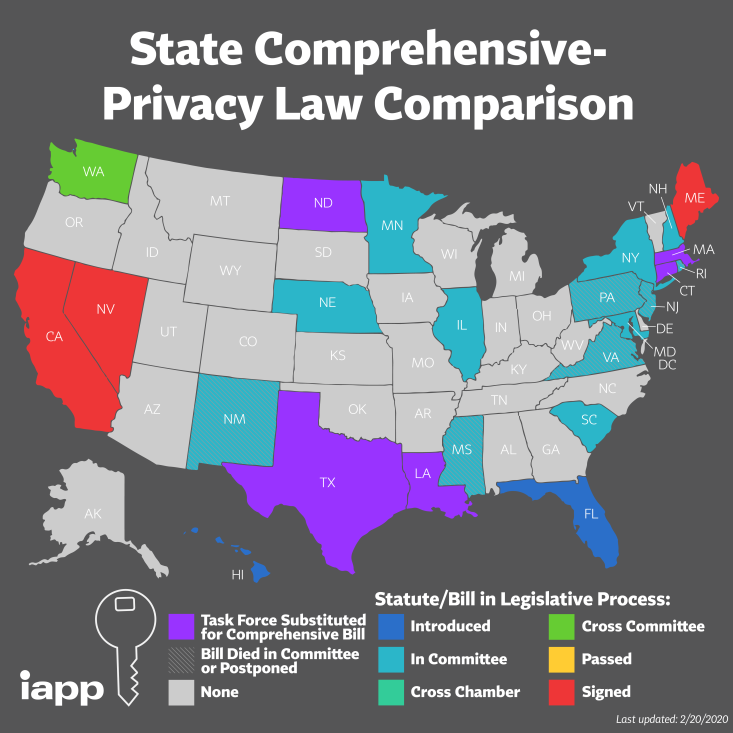 State Comprehensive-
Privacy Law Comparison
WA
OR
CA
NV
ID
MT
WY
UT
CO
AZ
NM
ND
SD
NE
KS
OK
TX
MN
IA
MO
AR
LA
WI
IL
MI
IN
OH
KY
TN
MS
AL
GA
FL
SC
NC
VA
WV
PA
NY
VT
NH
ME
MA
RI
CT
NJ
DE
MD
DC
AK
HI
Statute/Bill in Legislative Process:
Task Force Substituted
for Comprehensive Bill
Bill Died in Committee
or Postponed
None
Introduced
In Committee
Cross Chamber
Cross Committee
Passed
Signed
iapp
Last updated: 2/20/2020